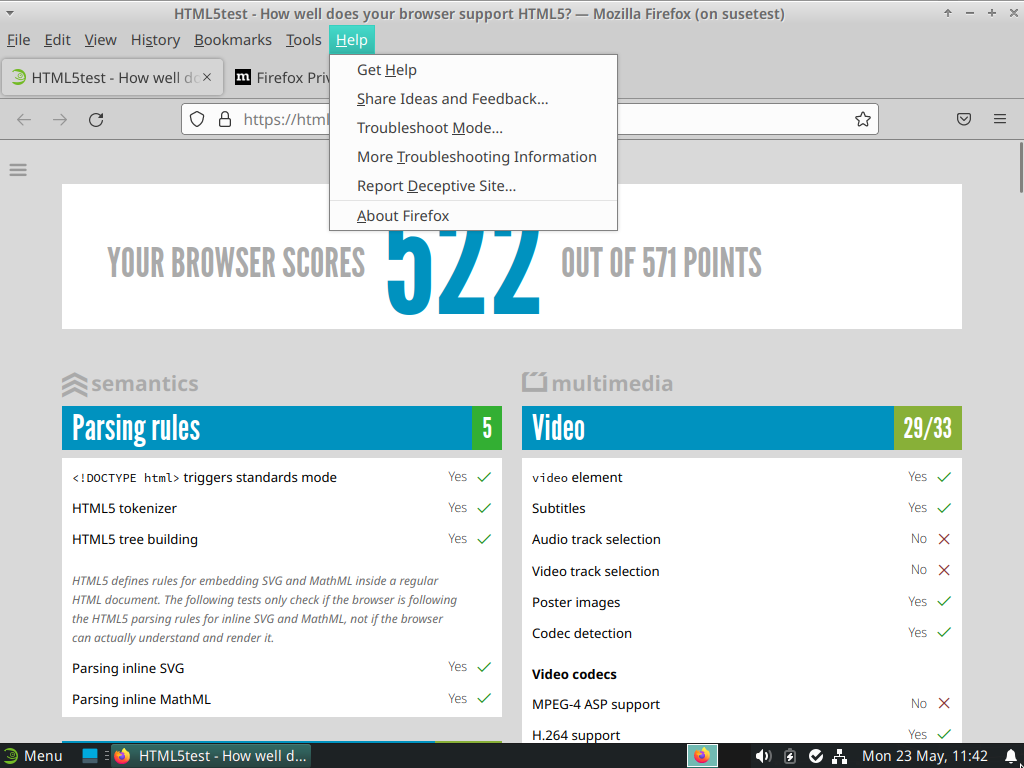 HTML5test - How well does your browser support HTML5? — Mozilla Firefox (on susetest)
File Edit View History Bookmarks Tools Help
HTML5test - How well do
Firefox Priv
https://html
Get Help
Share Ideas and Feedback...
Troubleshoot Mode...
More Troubleshooting Information
Report Deceptive Site...
About Firefox
YOUR BROWSER SCORES 522 OUT OF 571 POINTS
semantics
Parsing rules 5
<!DOCTYPE html> triggers standards mode Yes
HTML5 tokenizer Yes
HTML5 tree building Yes
HTML5 defines rules for embedding SVG and MathML inside a regular
HTML document. The following tests only check if the browser is following
the HTML5 parsing rules for inline SVG and MathML, not if the browser
can actually understand and render it.
Parsing inline SVG Yes
Parsing inline MathML Yes
multimedia
Video 29/33
video element Yes
Subtitles Yes
Audio track selection No
Video track selection No
Poster images Yes
Codec detection Yes
Video codecs
MPEG-4 ASP support No
H.264 support Yes
Menu
HTML5test - How well d...
Mon 23 May, 11:42